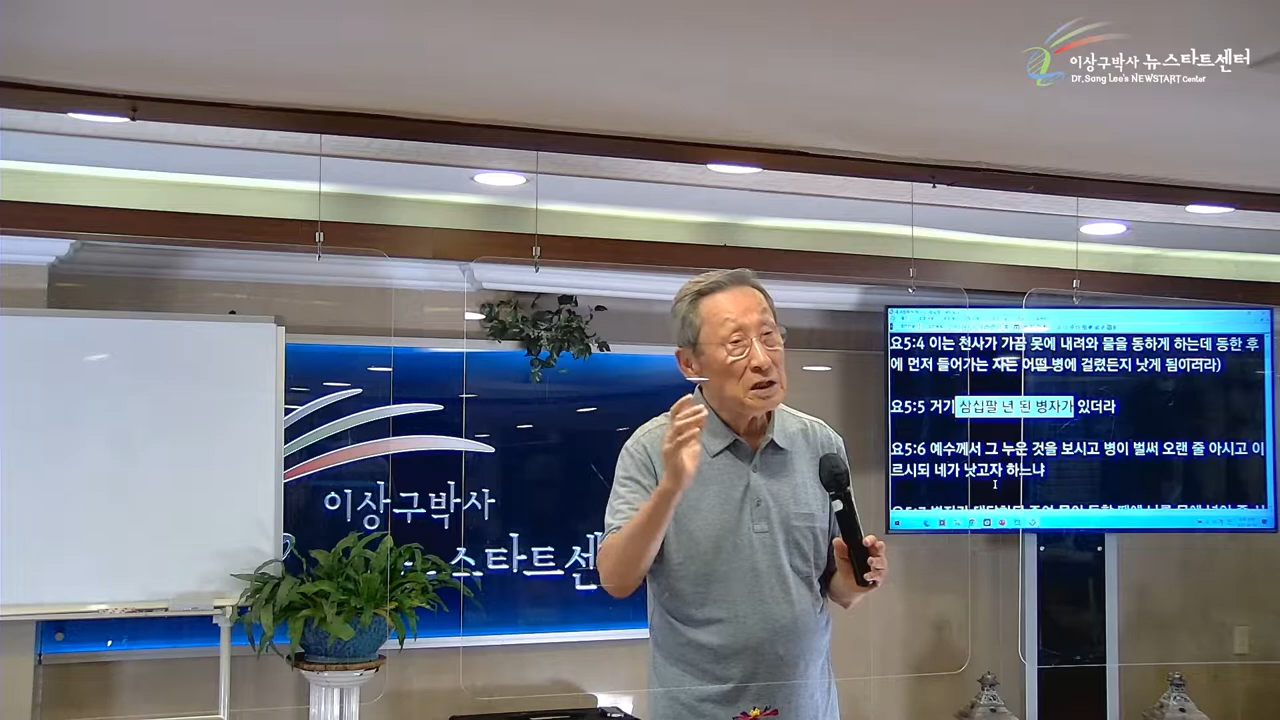 이상구박사 뉴스타트센터
Dr. Sang Lee's NEWSTART Center
요5:4 이는 천사가 가끔 못에 내려와 물을 동하게 하는데 동한 후
에 먼저 들어가는 자는 어떤 병에 걸렸든지 낫게 됨이러라)
요5:5 거기 삼십팔 년 된 병자가 있더라
요5:6 예수께서 그 누운 것을 보시고 병이 벌써 오랜 줄 아시고 이
르시되 네가 낫고자 하느냐
이상구박사
스타트센